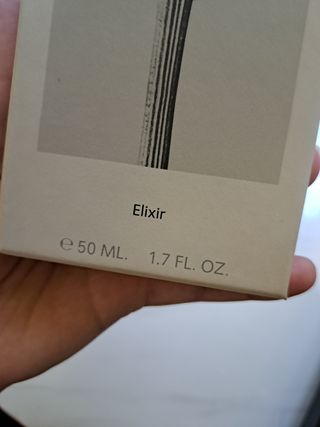 Elixir
℮ 50 ML. 1.7 FL. OZ.